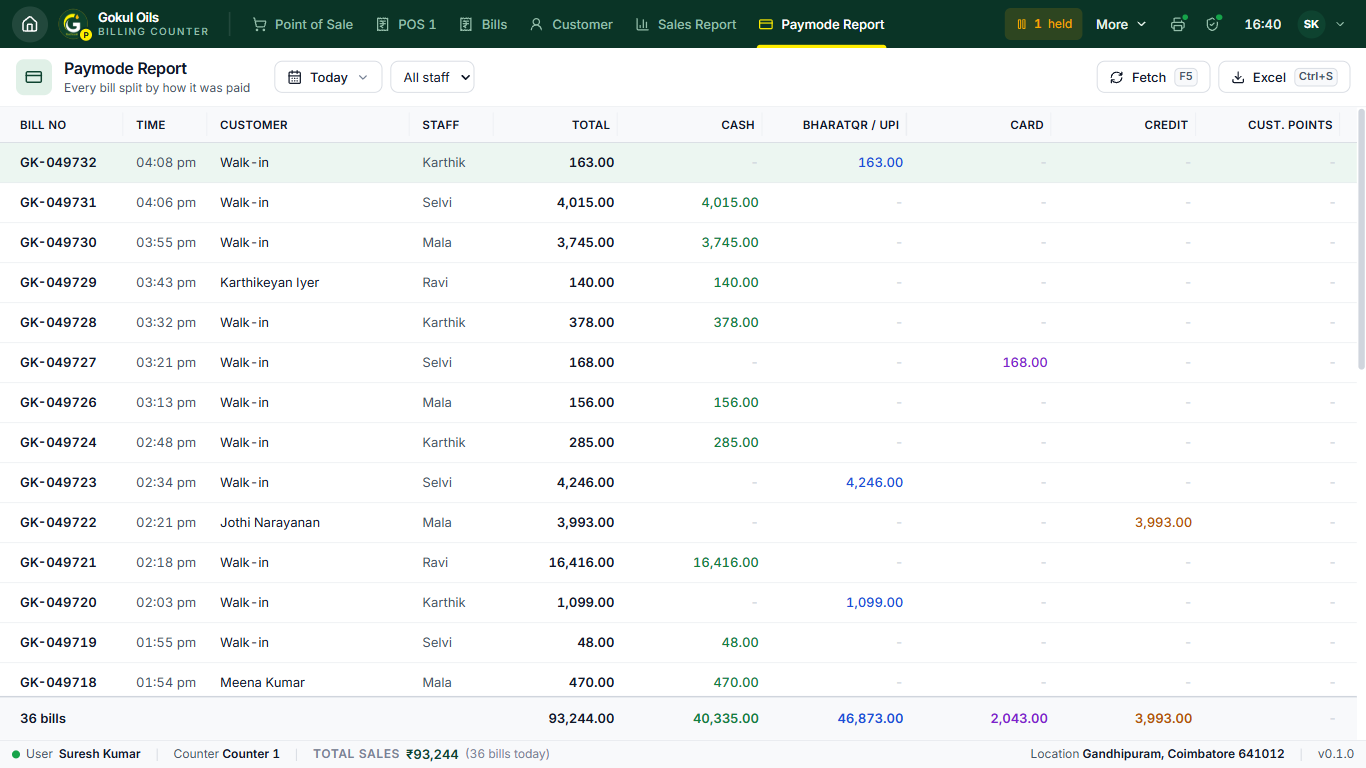 Gokul Oils
BILLING COUNTER
P
Point of Sale
POS 1
Bills
Customer
Sales Report
Paymode Report
1 held
More
16:40
SK
Paymode Report
Every bill split by how it was paid
Today
All staff
Fetch F5
Excel Ctrl+S
BILL NO TIME CUSTOMER STAFF TOTAL CASH BHARATQR / UPI CARD CREDIT CUST. POINTS
GK-049732 04:08 pm Walk-in Karthik 163.00 - 163.00 - - -
GK-049731 04:06 pm Walk-in Selvi 4,015.00 4,015.00 - - - -
GK-049730 03:55 pm Walk-in Mala 3,745.00 3,745.00 - - - -
GK-049729 03:43 pm Karthikeyan Iyer Ravi 140.00 140.00 - - - -
GK-049728 03:32 pm Walk-in Karthik 378.00 378.00 - - - -
GK-049727 03:21 pm Walk-in Selvi 168.00 - - 168.00 - -
GK-049726 03:13 pm Walk-in Mala 156.00 156.00 - - - -
GK-049724 02:48 pm Walk-in Karthik 285.00 285.00 - - - -
GK-049723 02:34 pm Walk-in Selvi 4,246.00 - 4,246.00 - - -
GK-049722 02:21 pm Jothi Narayanan Mala 3,993.00 - - - 3,993.00 -
GK-049721 02:18 pm Walk-in Ravi 16,416.00 16,416.00 - - - -
GK-049720 02:03 pm Walk-in Karthik 1,099.00 - 1,099.00 - - -
GK-049719 01:55 pm Walk-in Selvi 48.00 48.00 - - - -
GK-049718 01:54 pm Meena Kumar Mala 470.00 470.00 - - - -
36 bills 93,244.00 40,335.00 46,873.00 2,043.00 3,993.00 -
User Suresh Kumar Counter Counter 1 TOTAL SALES ₹93,244 (36 bills today) Location Gandhipuram, Coimbatore 641012 v0.1.0